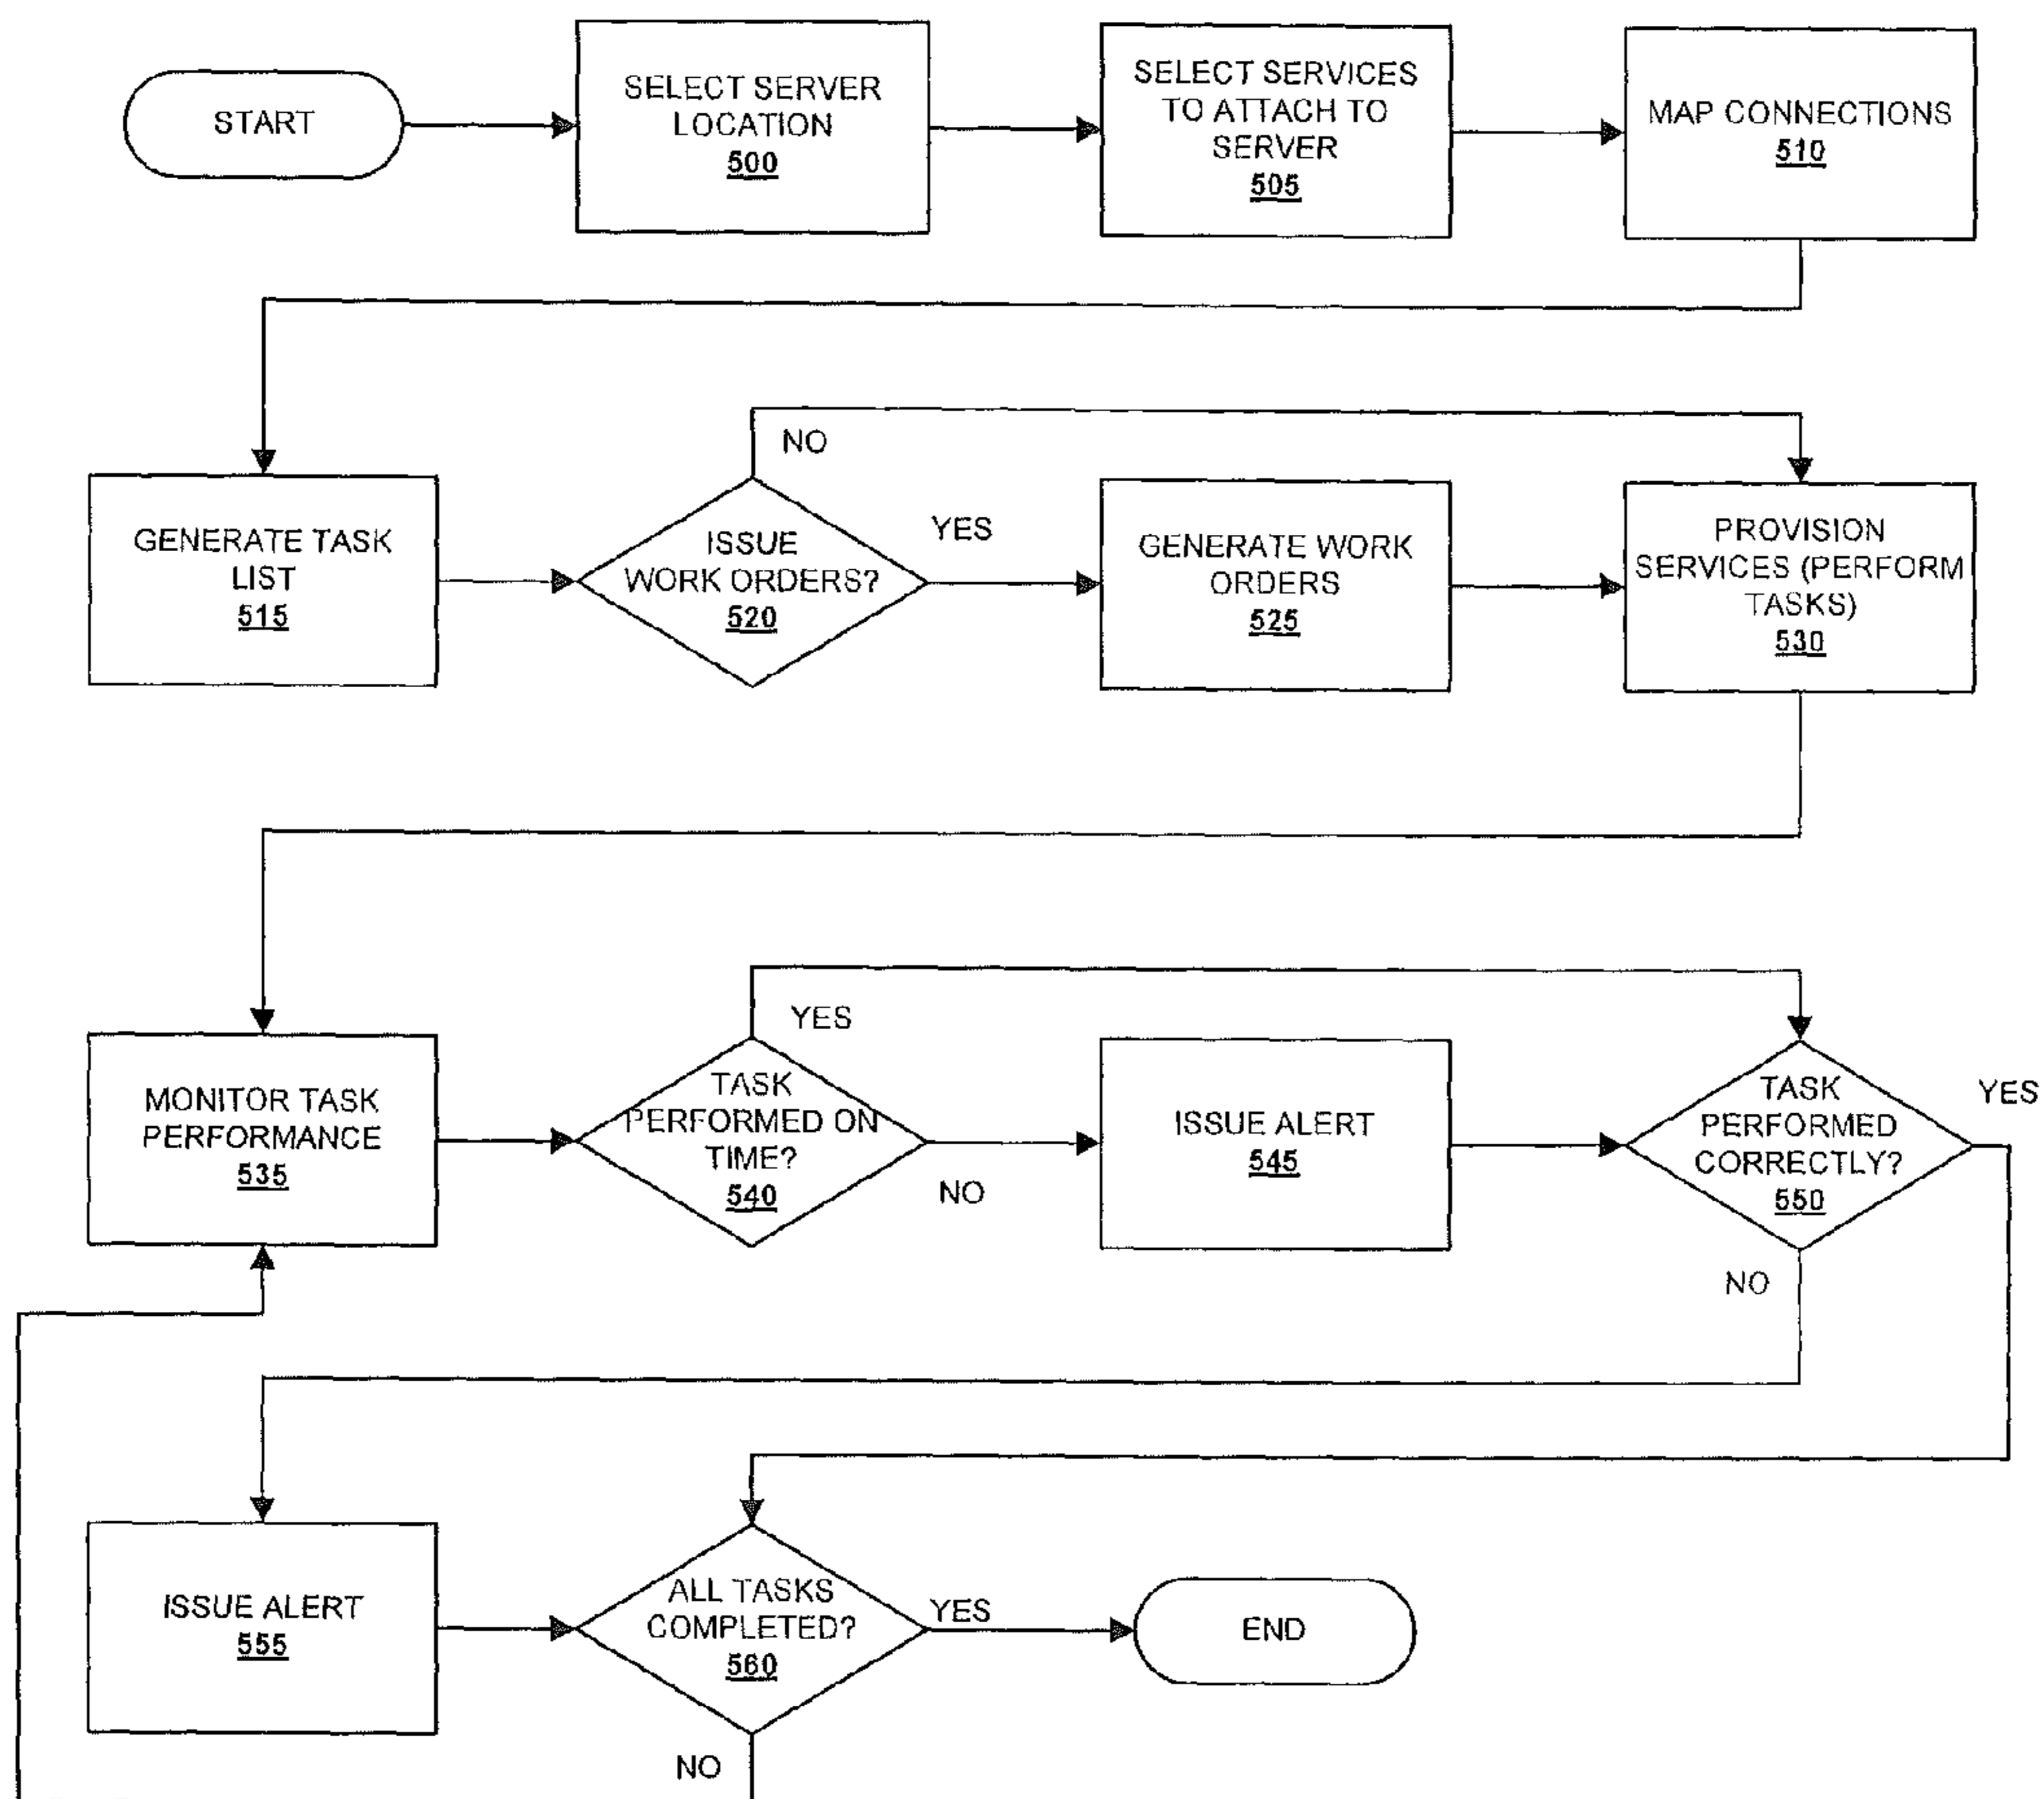 START
SELECT SERVER
LOCATION
500
SELECT SERVICES
TO ATTACH TO
SERVER
505
MAP CONNECTIONS
510
GENERATE TASK
LIST
515
NO
ISSUE
WORK ORDERS?
520
YES
GENERATE WORK
ORDERS
525
PROVISION
SERVICES (PERFORM
TASKS)
530
MONITOR TASK
PERFORMANCE
535
YES
TASK
PERFORMED ON
TIME?
540
NO
ISSUE ALERT
545
TASK
PERFORMED
CORRECTLY?
550
YES
NO
ISSUE ALERT
555
ALL TASKS
COMPLETED?
560
YES
END
NO